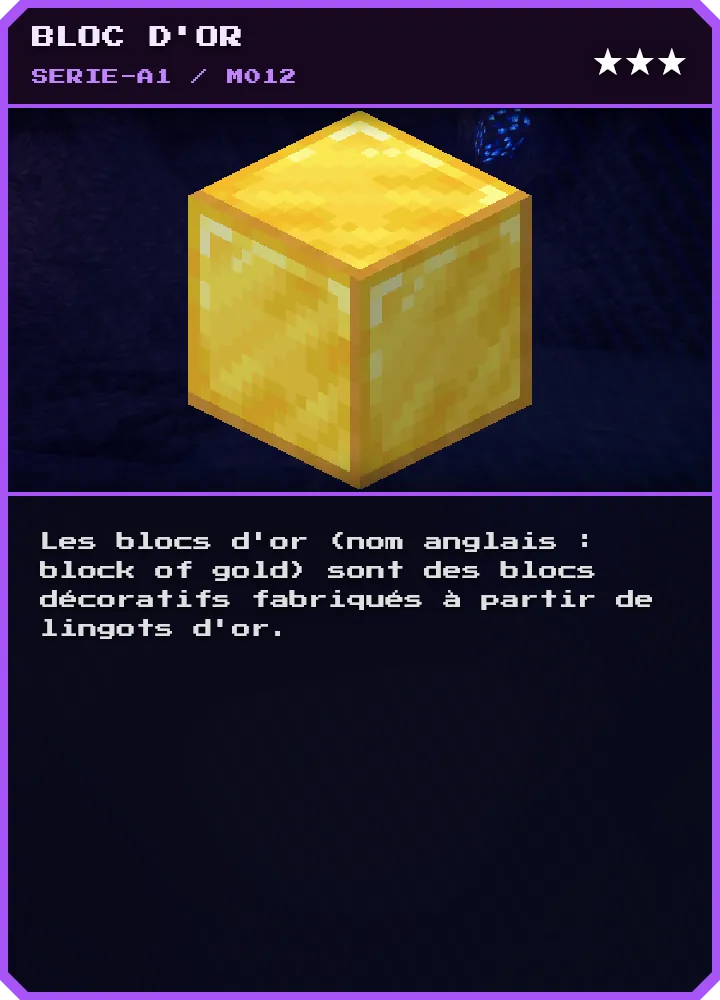 BLOC D'OR
SERIE-A1 / M012
★★★
Les blocs d'or (nom anglais :
block of gold) sont des blocs
décoratifs fabriqués à partir de
lingots d'or.